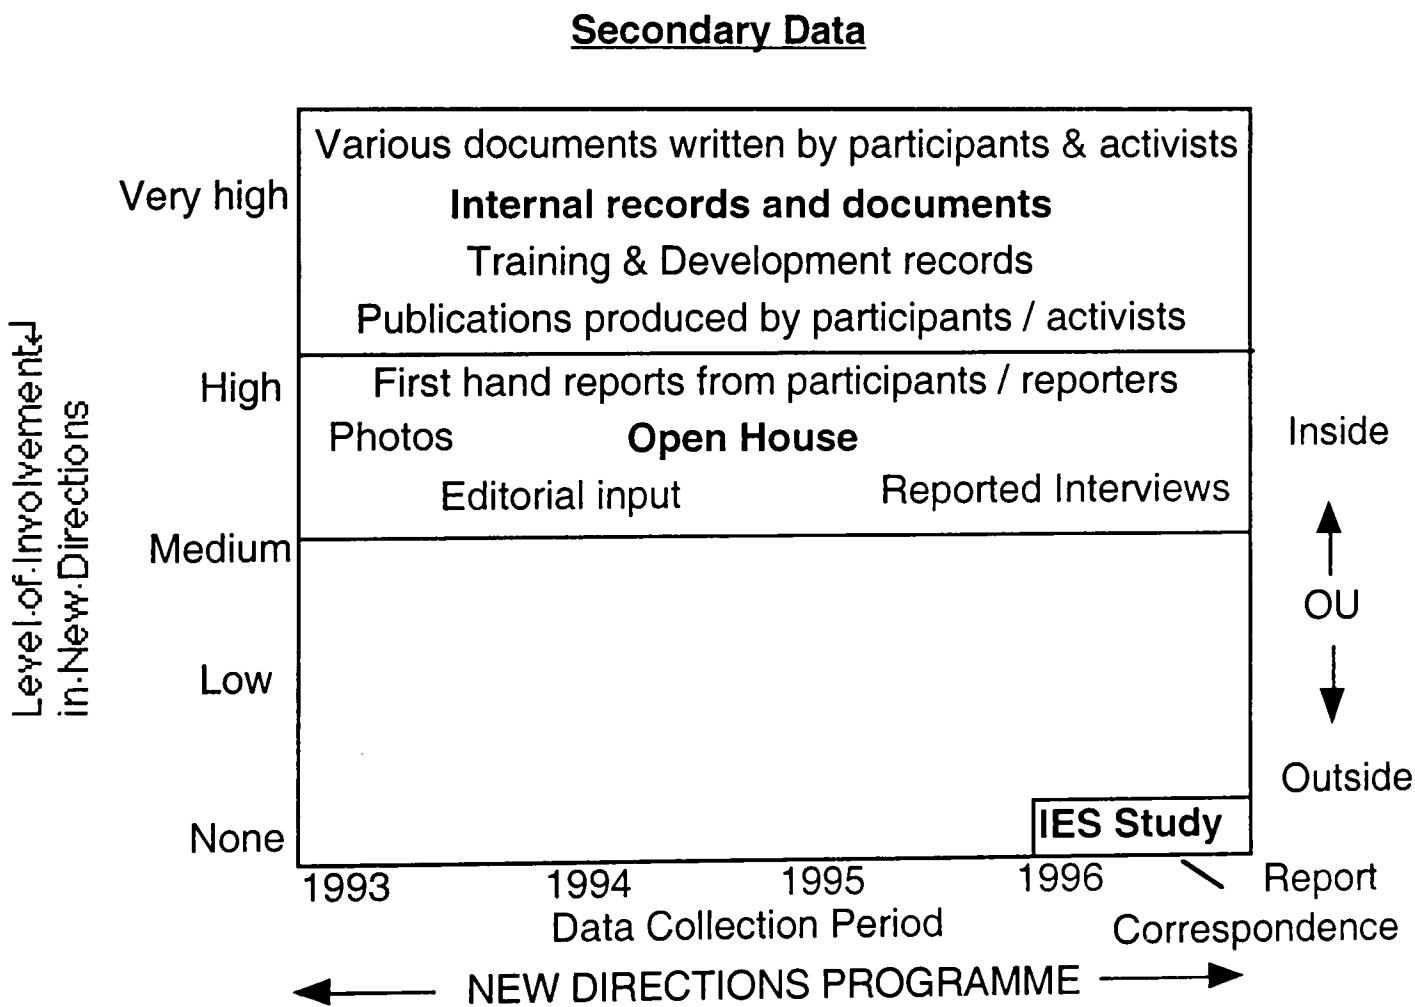 Secondary Data
Various documents written by participants & activists
Very high
Internal records and documents
Training & Development records
Publications produced by participants / activists
Level of Involvement
in New Directions
High
First hand reports from participants / reporters
Photos
Open House
Inside
Editorial input
Reported Interviews
Medium
OU
Low
Outside
None
IES Study
1993
1994
1995
1996
Report
Data Collection Period
Correspondence
NEW DIRECTIONS PROGRAMME